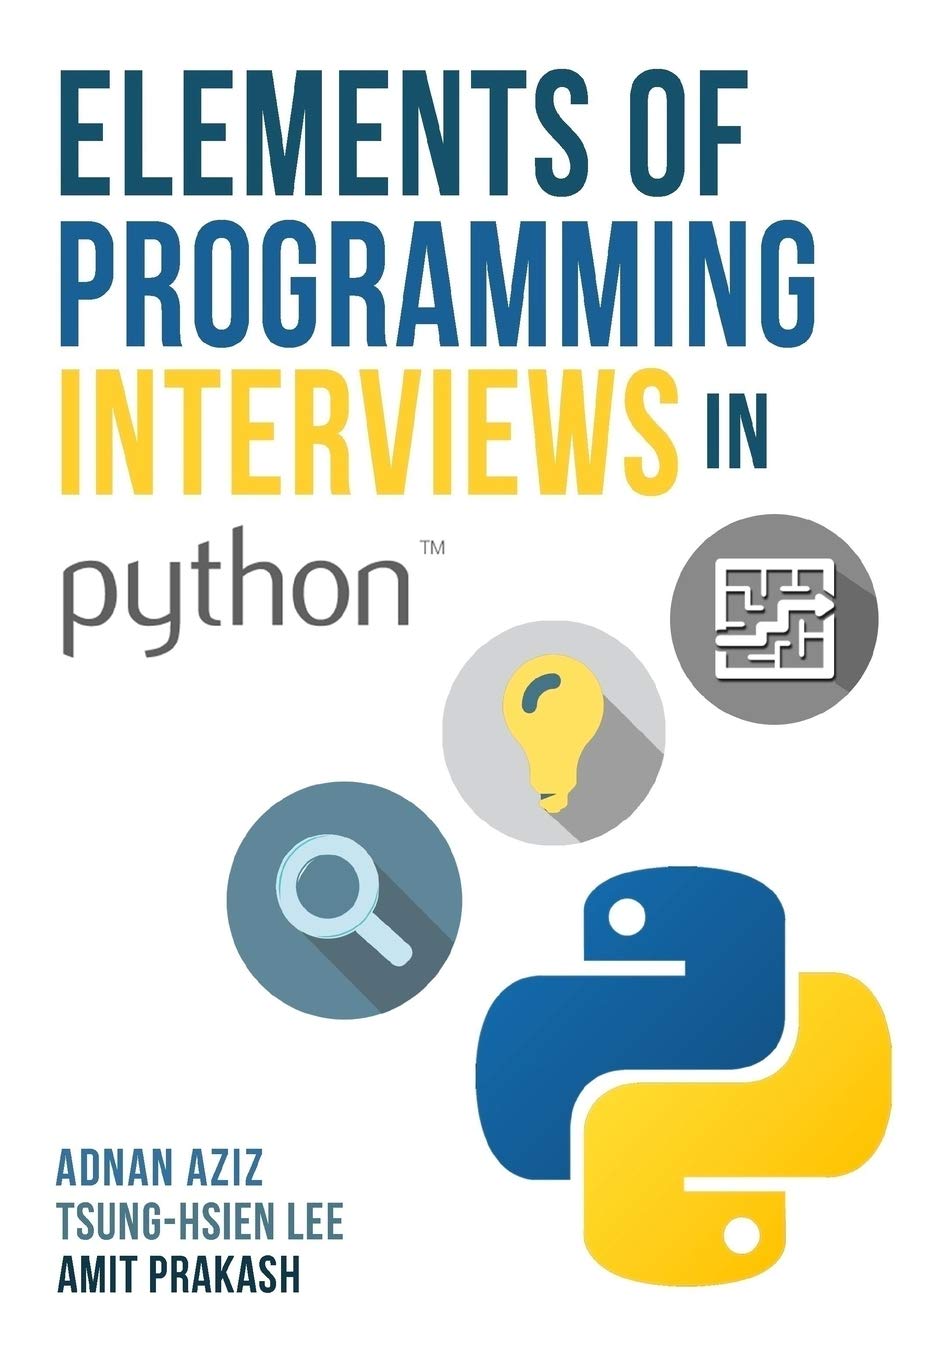 ELEMENTS OF
PROGRAMMING
INTERVIEWS IN
python™
ADNAN AZIZ
TSUNG-HSIEN LEE
AMIT PRAKASH